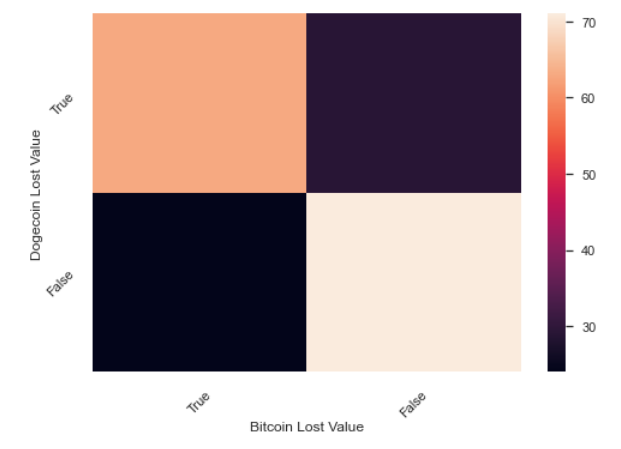 Dogecoin Lost Value
True
False
True
False
Bitcoin Lost Value
70
60
50
40
30